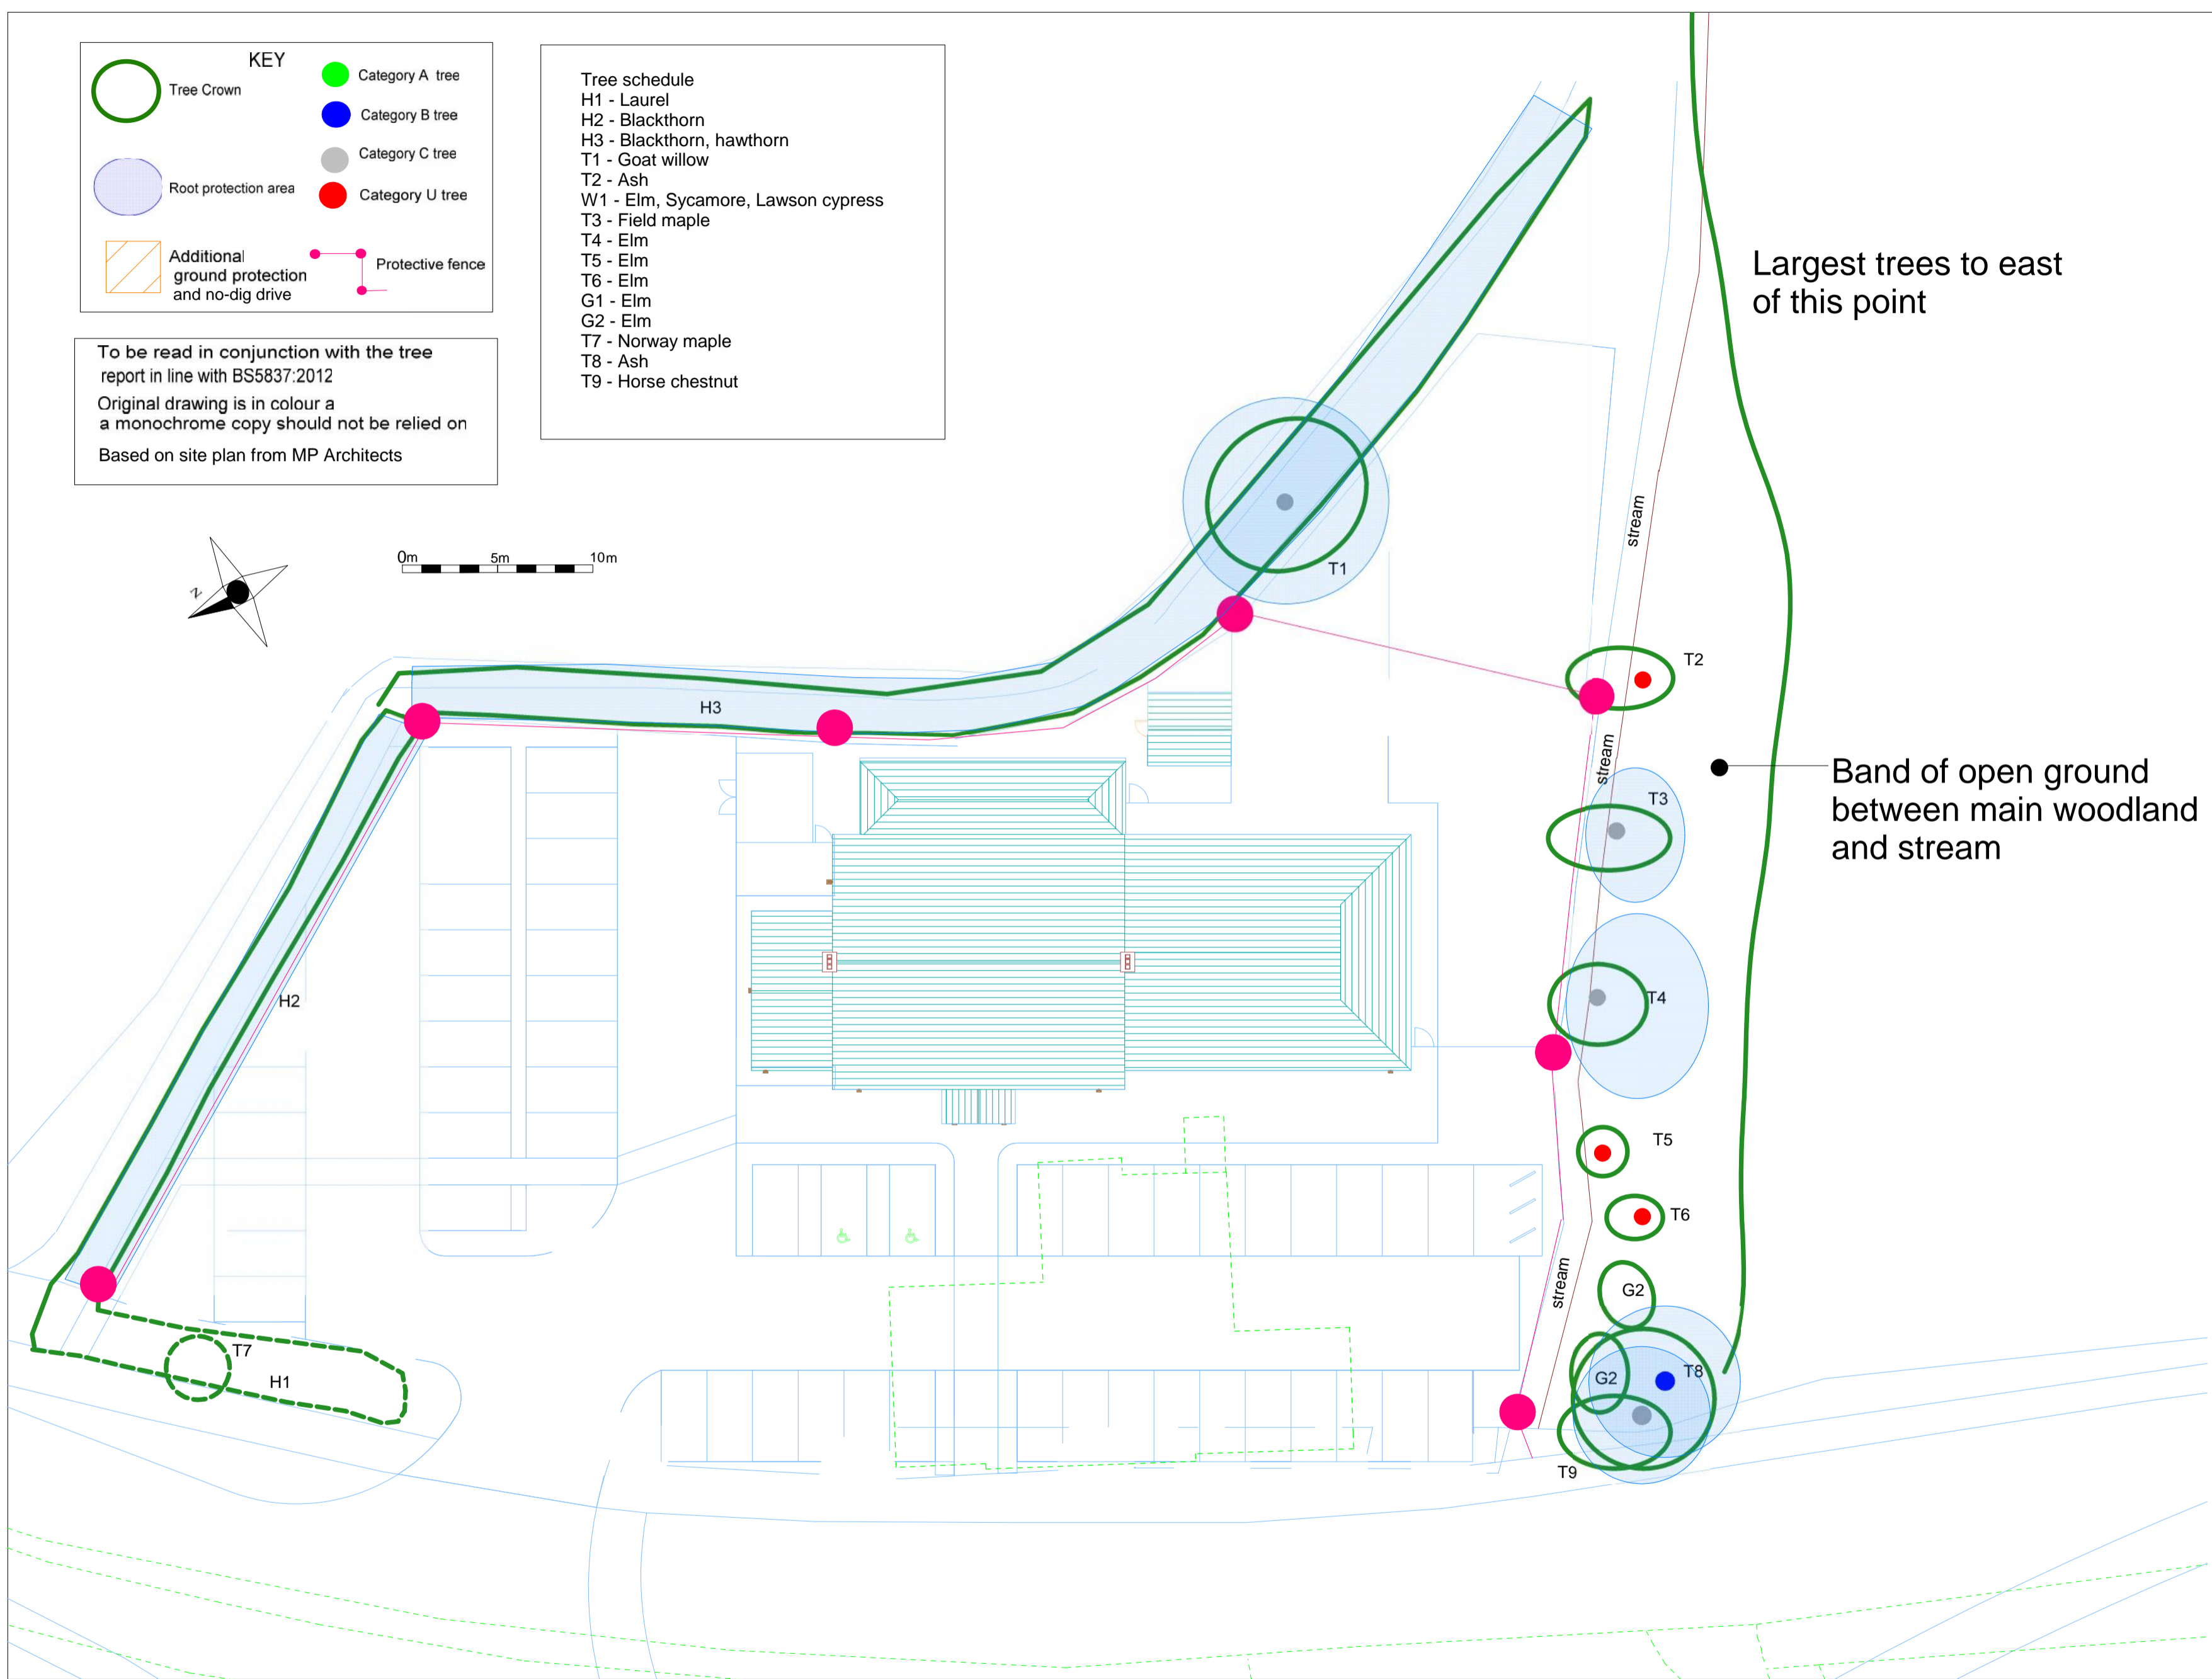 KEY
Tree Crown
Root protection area
Additional
ground protection
and no-dig drive
Category A tree
Category B tree
Category C tree
Category U tree
Protective fence
To be read in conjunction with the tree
report in line with BS5837:2012
Original drawing is in colour a
a monochrome copy should not be relied on
Based on site plan from MP Architects
Tree schedule
H1 - Laurel
H2 - Blackthorn
H3 - Blackthorn, hawthorn
T1 - Goat willow
T2 - Ash
W1 - Elm, Sycamore, Lawson cypress
T3 - Field maple
T4 - Elm
T5 - Elm
T6 - Elm
G1 - Elm
G2 - Elm
T7 - Norway maple
T8 - Ash
T9 - Horse chestnut
Largest trees to east
of this point
N
0m 5m 10m
stream
T1
T2
H3
stream
T3
Band of open ground
between main woodland
and stream
H2
T4
T5
T6
stream
G2
T7
H1
G2
T8
T9